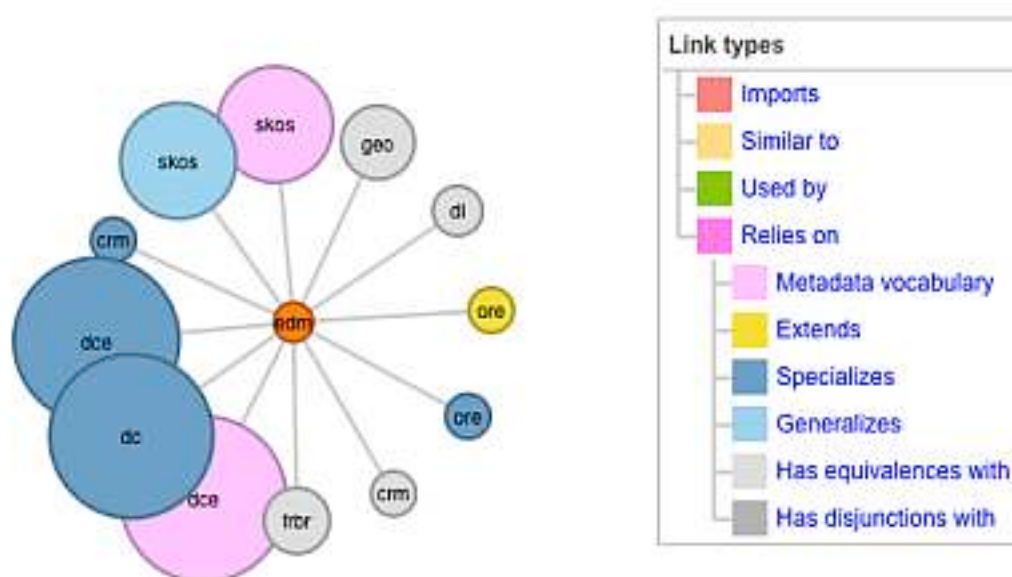 skos
skos
geo
dl
crm
ore
edm
dce
ore
dc
dce
crm
frbr
Link types
Imports
Similar to
Used by
Relies on
Metadata vocabulary
Extends
Specializes
Generalizes
Has equivalences with
Has disjunctions with